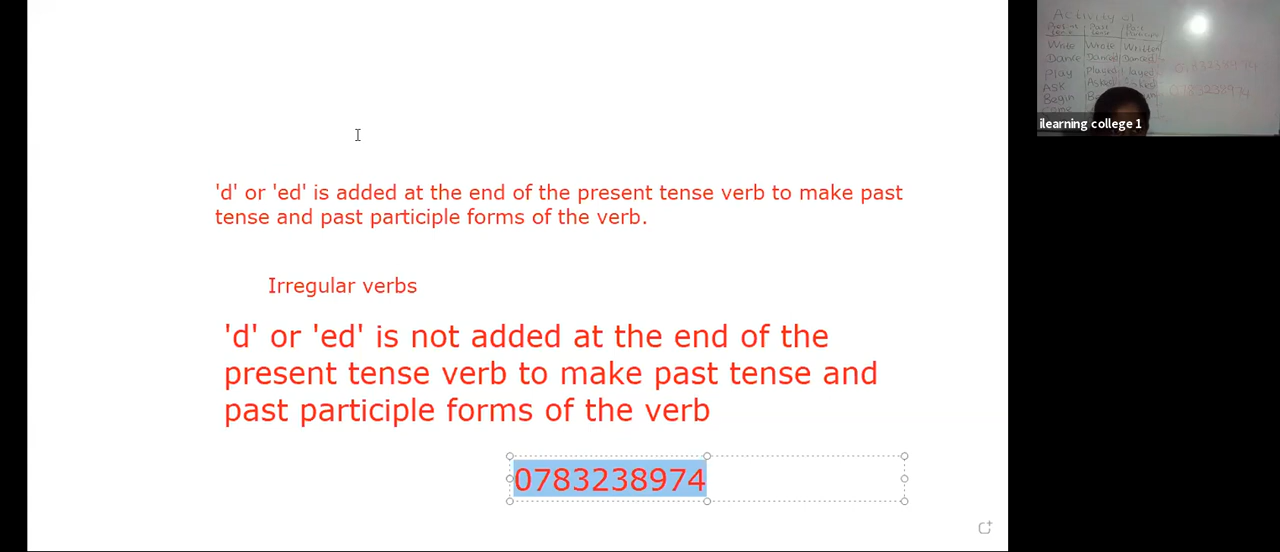 'd' or 'ed' is added at the end of the present tense verb to make past
tense and past participle forms of the verb.
Irregular verbs
'd' or 'ed' is not added at the end of the
present tense verb to make past tense and
past participle forms of the verb
0783238974
Activity 01
Wrote Written
Dance Danced Danced
Play Played
ASK Asked
Begin
0783238974
ilearning college 1